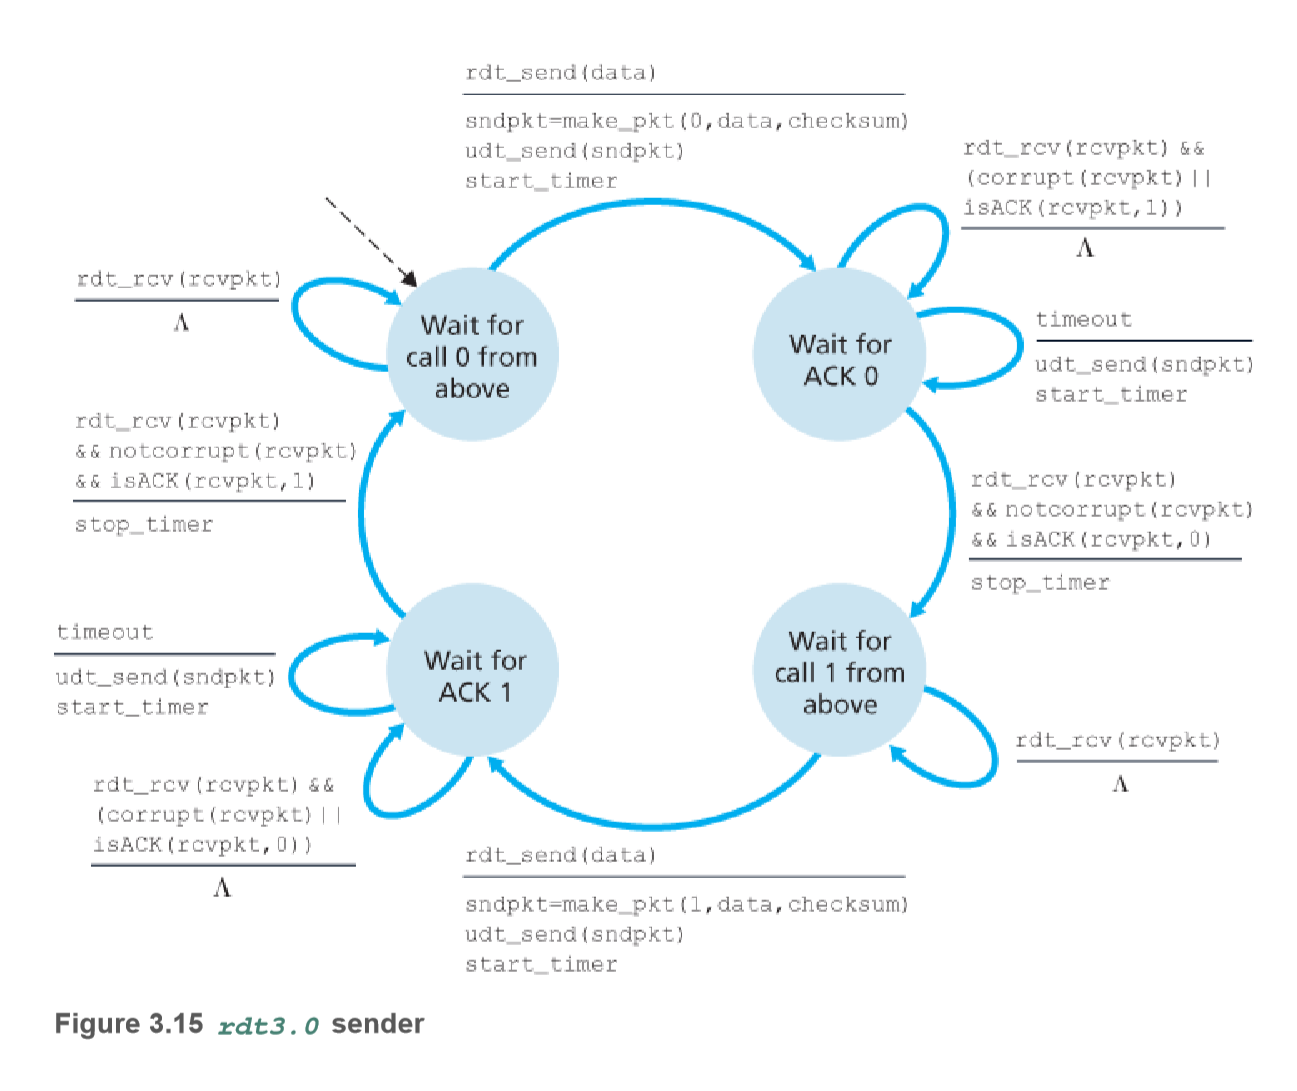 rdt_send(data)
sndpkt=make_pkt(0,data,checksum)
udt_send(sndpkt)
start_timer
rdt_rcv(rcvpkt) &&
(corrupt(rcvpkt)||
isACK(rcvpkt,1))
Λ
rdt_rcv(rcvpkt)
Λ
Wait for
call 0 from
above
Wait for
ACK 0
timeout
udt_send(sndpkt)
start_timer
rdt_rcv(rcvpkt)
&& notcorrupt(rcvpkt)
&& isACK(rcvpkt,1)
stop_timer
rdt_rcv(rcvpkt)
&& notcorrupt(rcvpkt)
&& isACK(rcvpkt,0)
stop_timer
timeout
udt_send(sndpkt)
start_timer
Wait for
ACK 1
Wait for
call 1 from
above
rdt_rcv(rcvpkt)
Λ
rdt_rcv(rcvpkt) &&
(corrupt(rcvpkt)||
isACK(rcvpkt,0))
Λ
rdt_send(data)
sndpkt=make_pkt(1,data,checksum)
udt_send(sndpkt)
start_timer
Figure 3.15 rdt3.0 sender